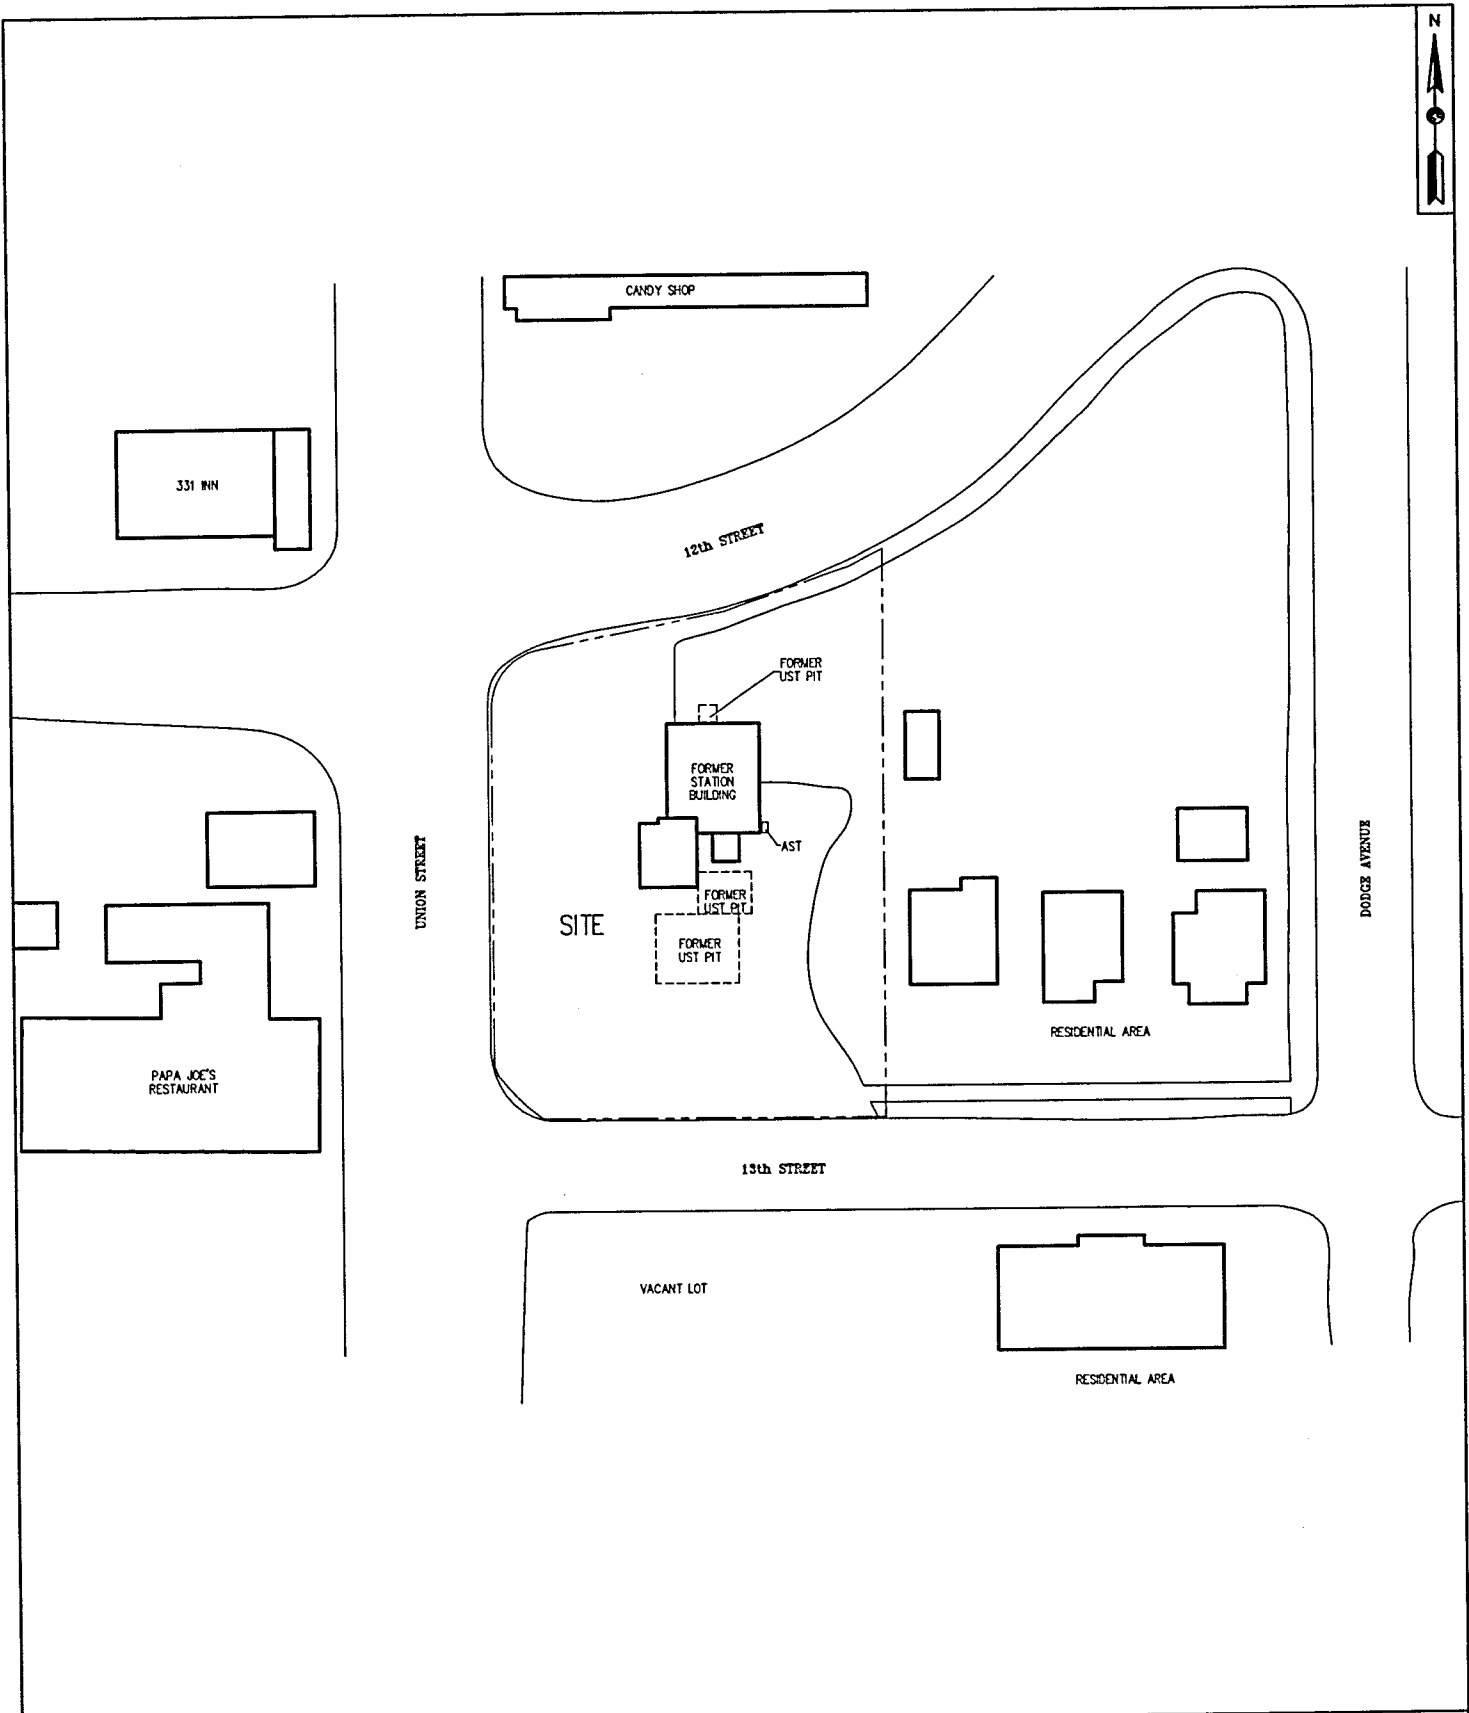 N
CANDY SHOP
331 INN
12th STREET
FORMER
UST PIT
FORMER
STATION
BUILDING
AST
UNION STREET
DODGE AVENUE
FORMER
UST PIT
SITE
FORMER
UST PIT
RESIDENTIAL AREA
PAPA JOE'S
RESTAURANT
13th STREET
VACANT LOT
RESIDENTIAL AREA